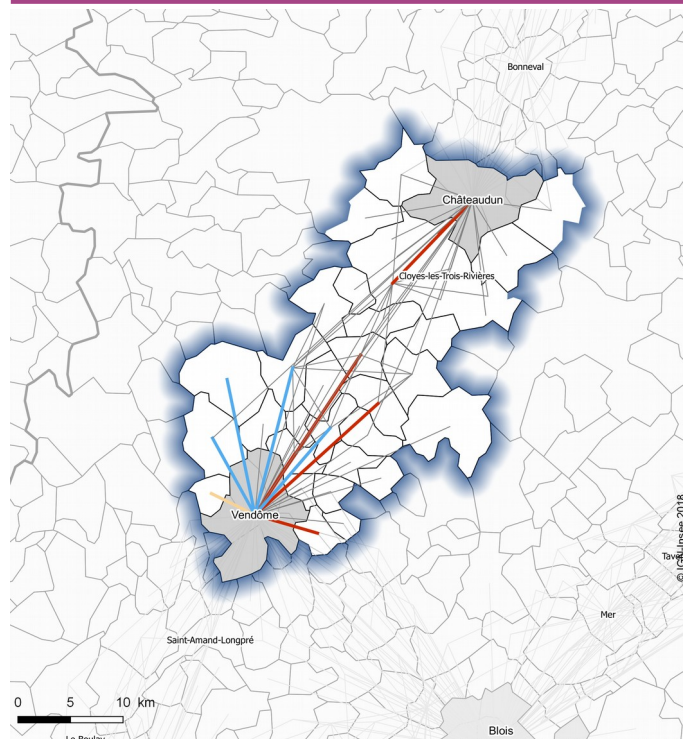 Bonneval
Châteaudun
Cloyes-les-Trois-Rivières
Vendôme
© IGN-Insee 2018
Mer
Saint-Amand-Longpré
0 5 10 km
Blois